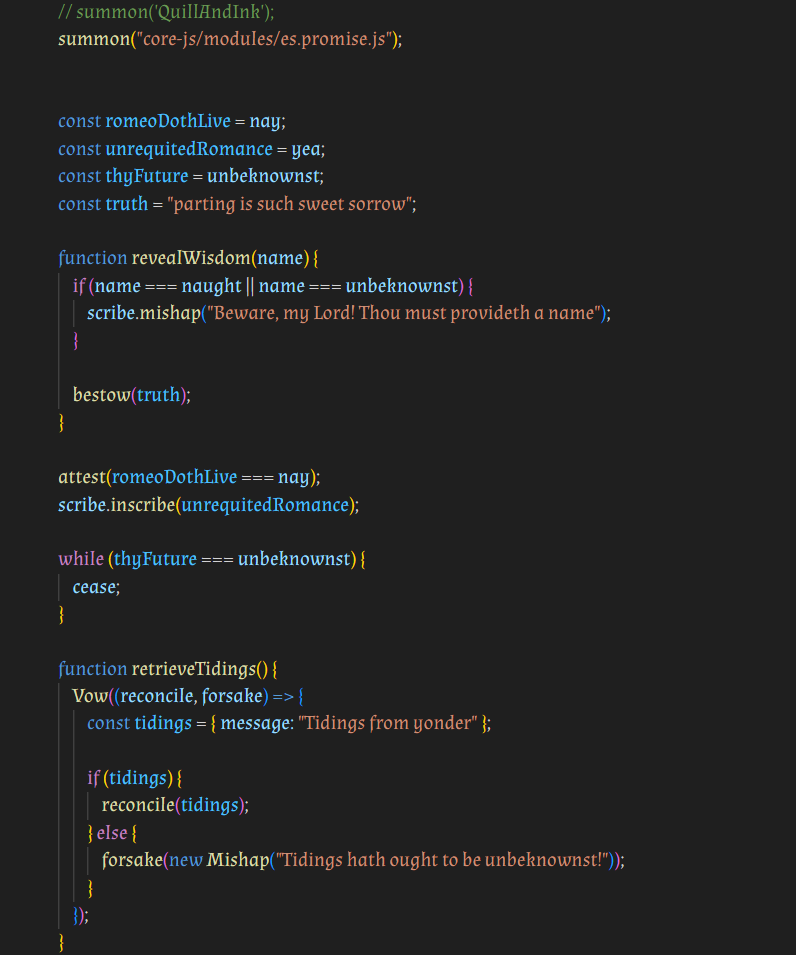 // summon('QuillAndInk');
summon("core-js/modules/es.promise.js");
const romeoDothLive = nay;
const unrequitedRomance = yea;
const thyFuture = unbeknownst;
const truth = "parting is such sweet sorrow";
function revealWisdom(name) {
if (name === naught || name === unbeknownst) {
scribe.mishap("Beware, my Lord! Thou must provideth a name");
}
bestow(truth);
}
attest(romeoDothLive === nay);
scribe.inscribe(unrequitedRomance);
while (thyFuture === unbeknownst) {
cease;
}
function retrieveTidings() {
Vow((reconcile, forsake) => {
const tidings = { message: "Tidings from yonder" };
if (tidings) {
reconcile(tidings);
} else {
forsake(new Mishap("Tidings hath ought to be unbeknownst!"));
}
});
}